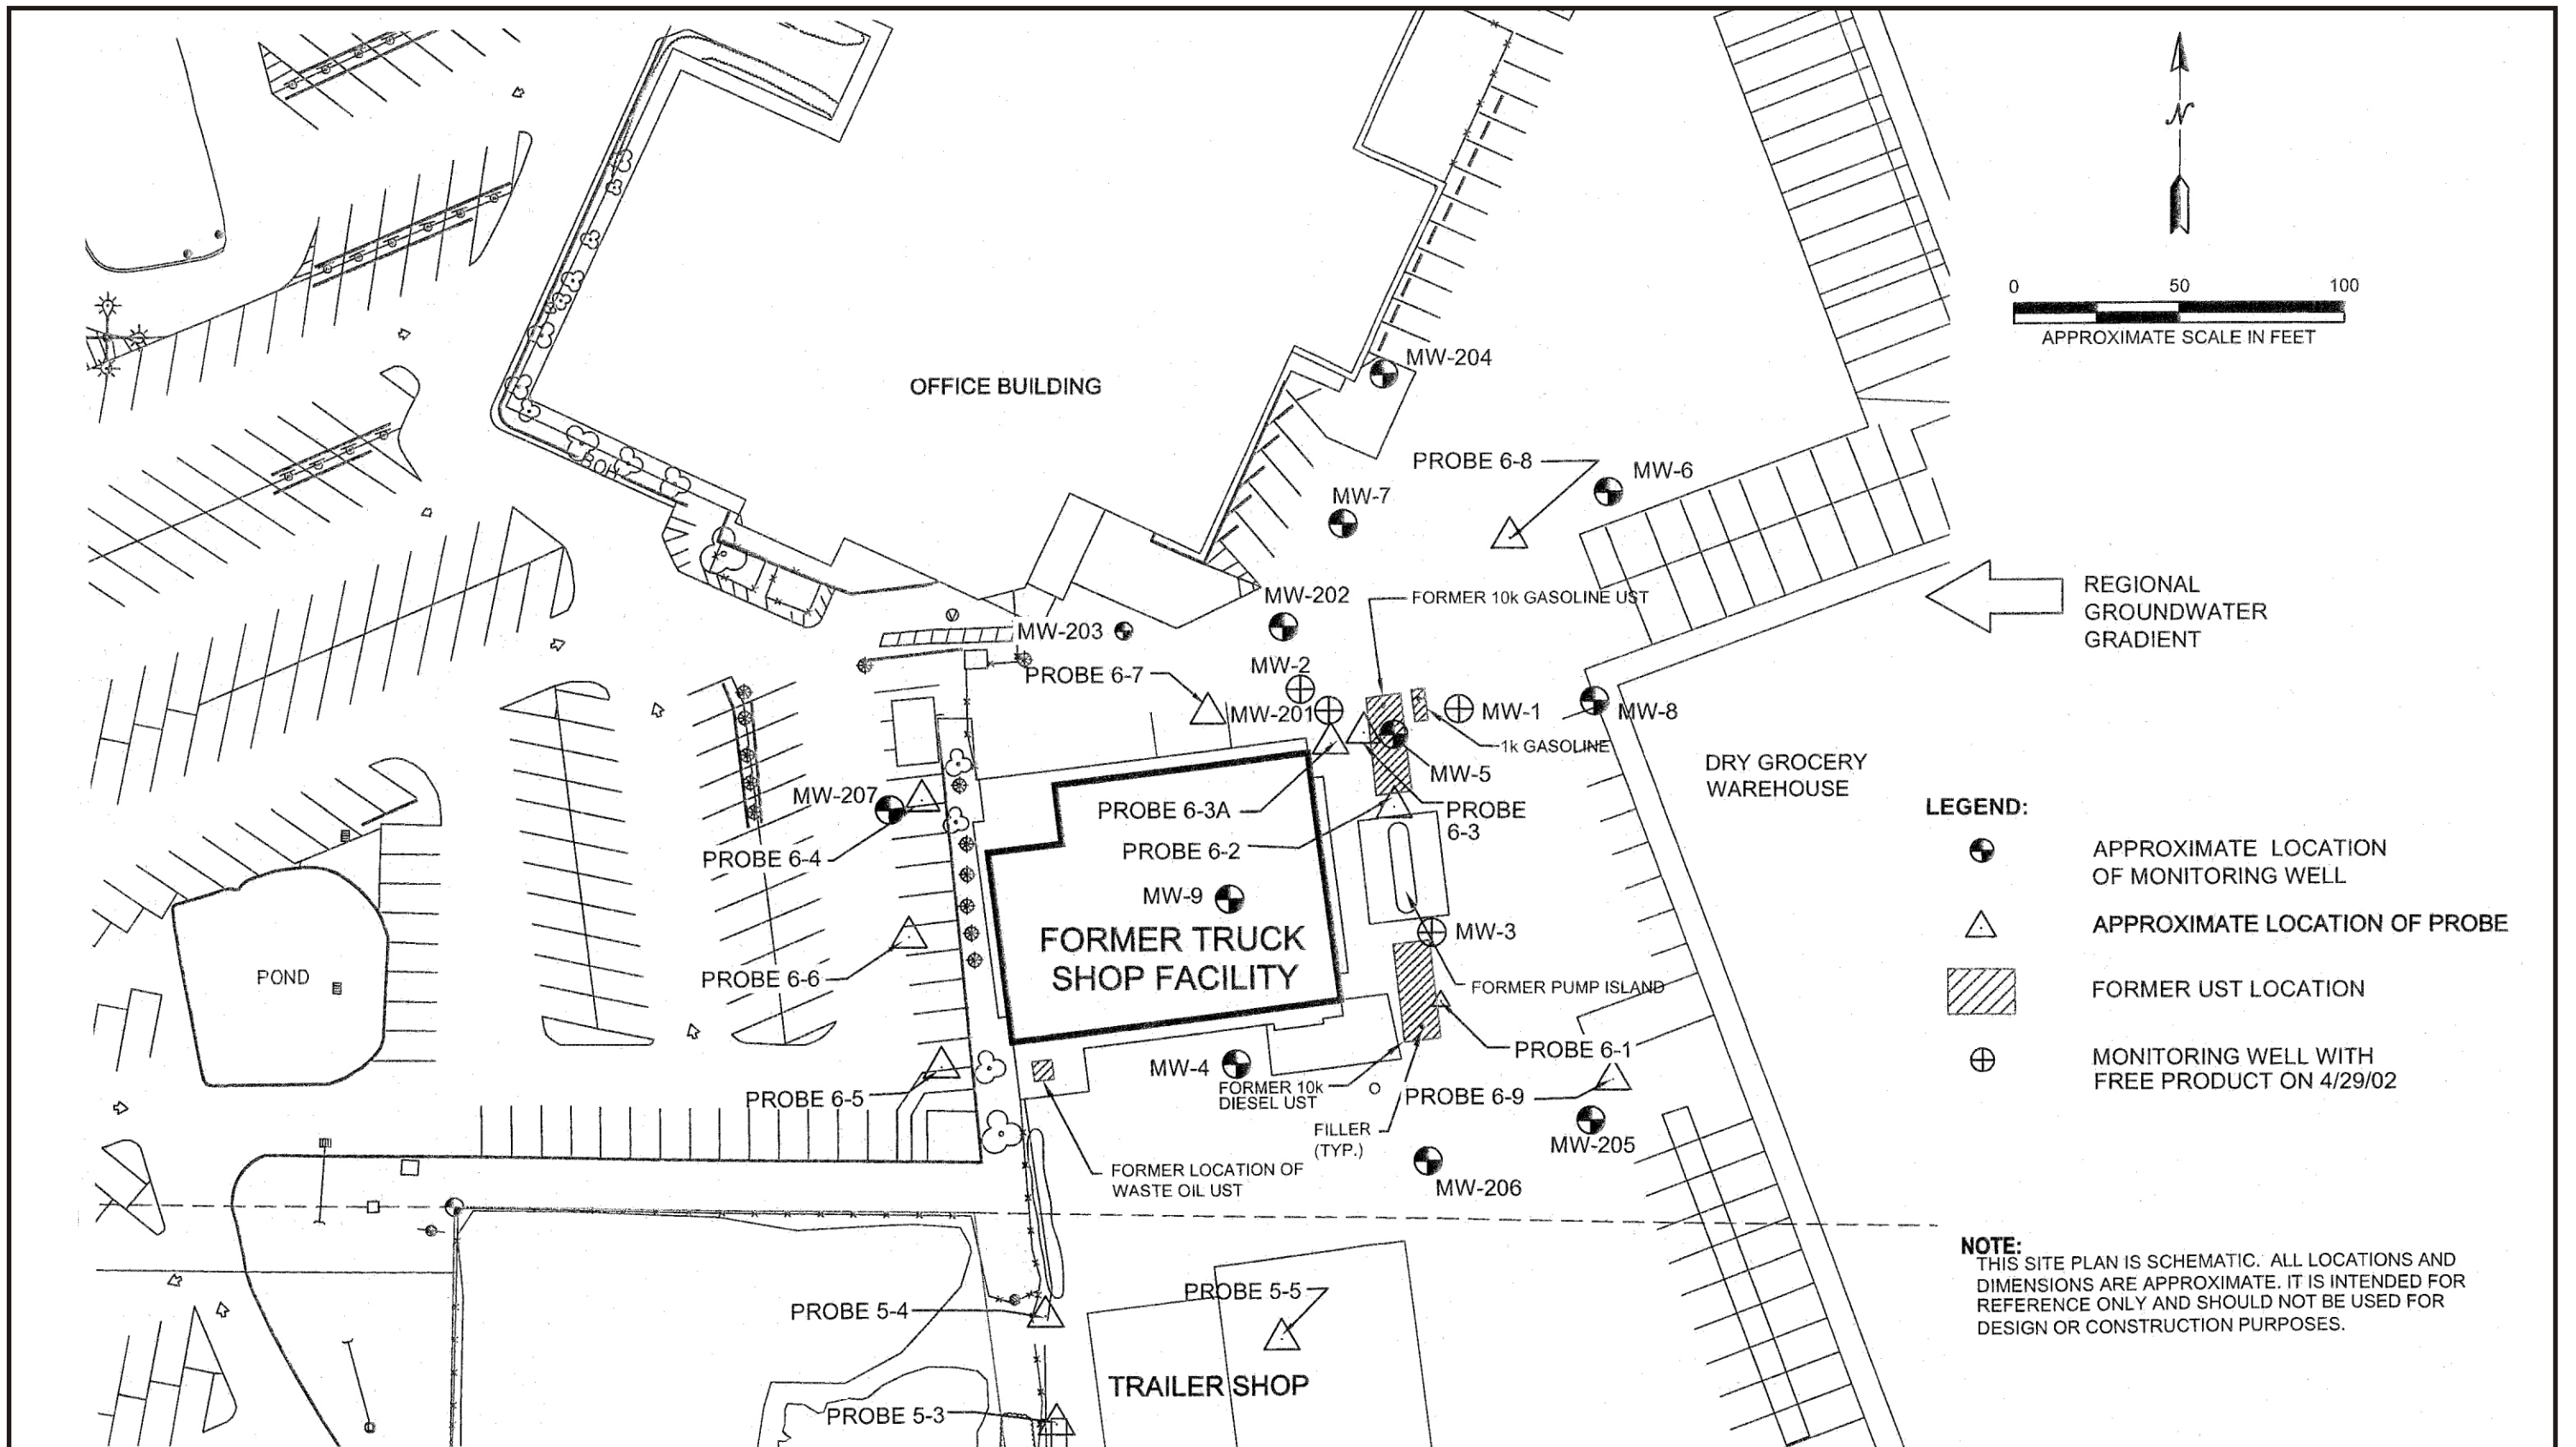 N
0 50 100
APPROXIMATE SCALE IN FEET
MW-204
OFFICE BUILDING
PROBE 6-8
MW-6
MW-7
REGIONAL
GROUNDWATER
GRADIENT
MW-202
FORMER 10k GASOLINE UST
MW-203
MW-2
PROBE 6-7
MW-201
MW-1
MW-8
1k GASOLINE
DRY GROCERY
WAREHOUSE
MW-5
MW-207
PROBE 6-3A
PROBE
6-3
PROBE 6-2
PROBE 6-4
MW-9
FORMER TRUCK
SHOP FACILITY
MW-3
PROBE 6-6
POND
FORMER PUMP ISLAND
PROBE 6-1
MW-4
FORMER 10k
DIESEL UST
PROBE 6-5
PROBE 6-9
FILLER
(TYP.)
MW-205
FORMER LOCATION OF
WASTE OIL UST
MW-206
PROBE 5-5
PROBE 5-4
TRAILER SHOP
PROBE 5-3
LEGEND:
APPROXIMATE LOCATION
OF MONITORING WELL
APPROXIMATE LOCATION OF PROBE
FORMER UST LOCATION
MONITORING WELL WITH
FREE PRODUCT ON 4/29/02
NOTE:
THIS SITE PLAN IS SCHEMATIC. ALL LOCATIONS AND
DIMENSIONS ARE APPROXIMATE. IT IS INTENDED FOR
REFERENCE ONLY AND SHOULD NOT BE USED FOR
DESIGN OR CONSTRUCTION PURPOSES.